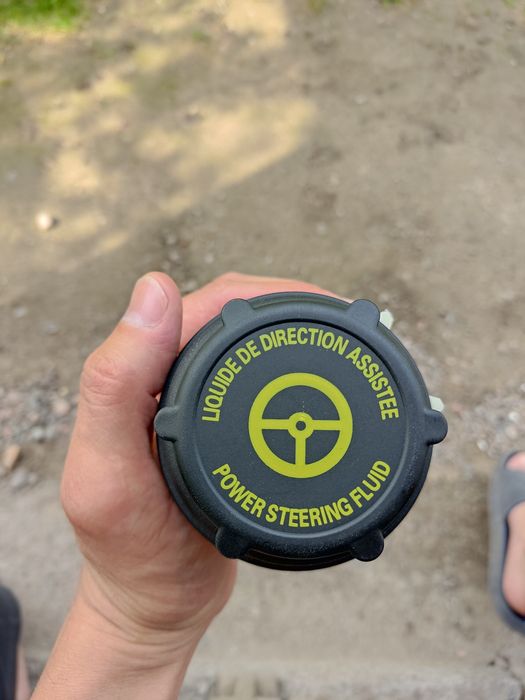 LIQUIDE DE DIRECTION ASSISTEE
POWER STEERING FLUID